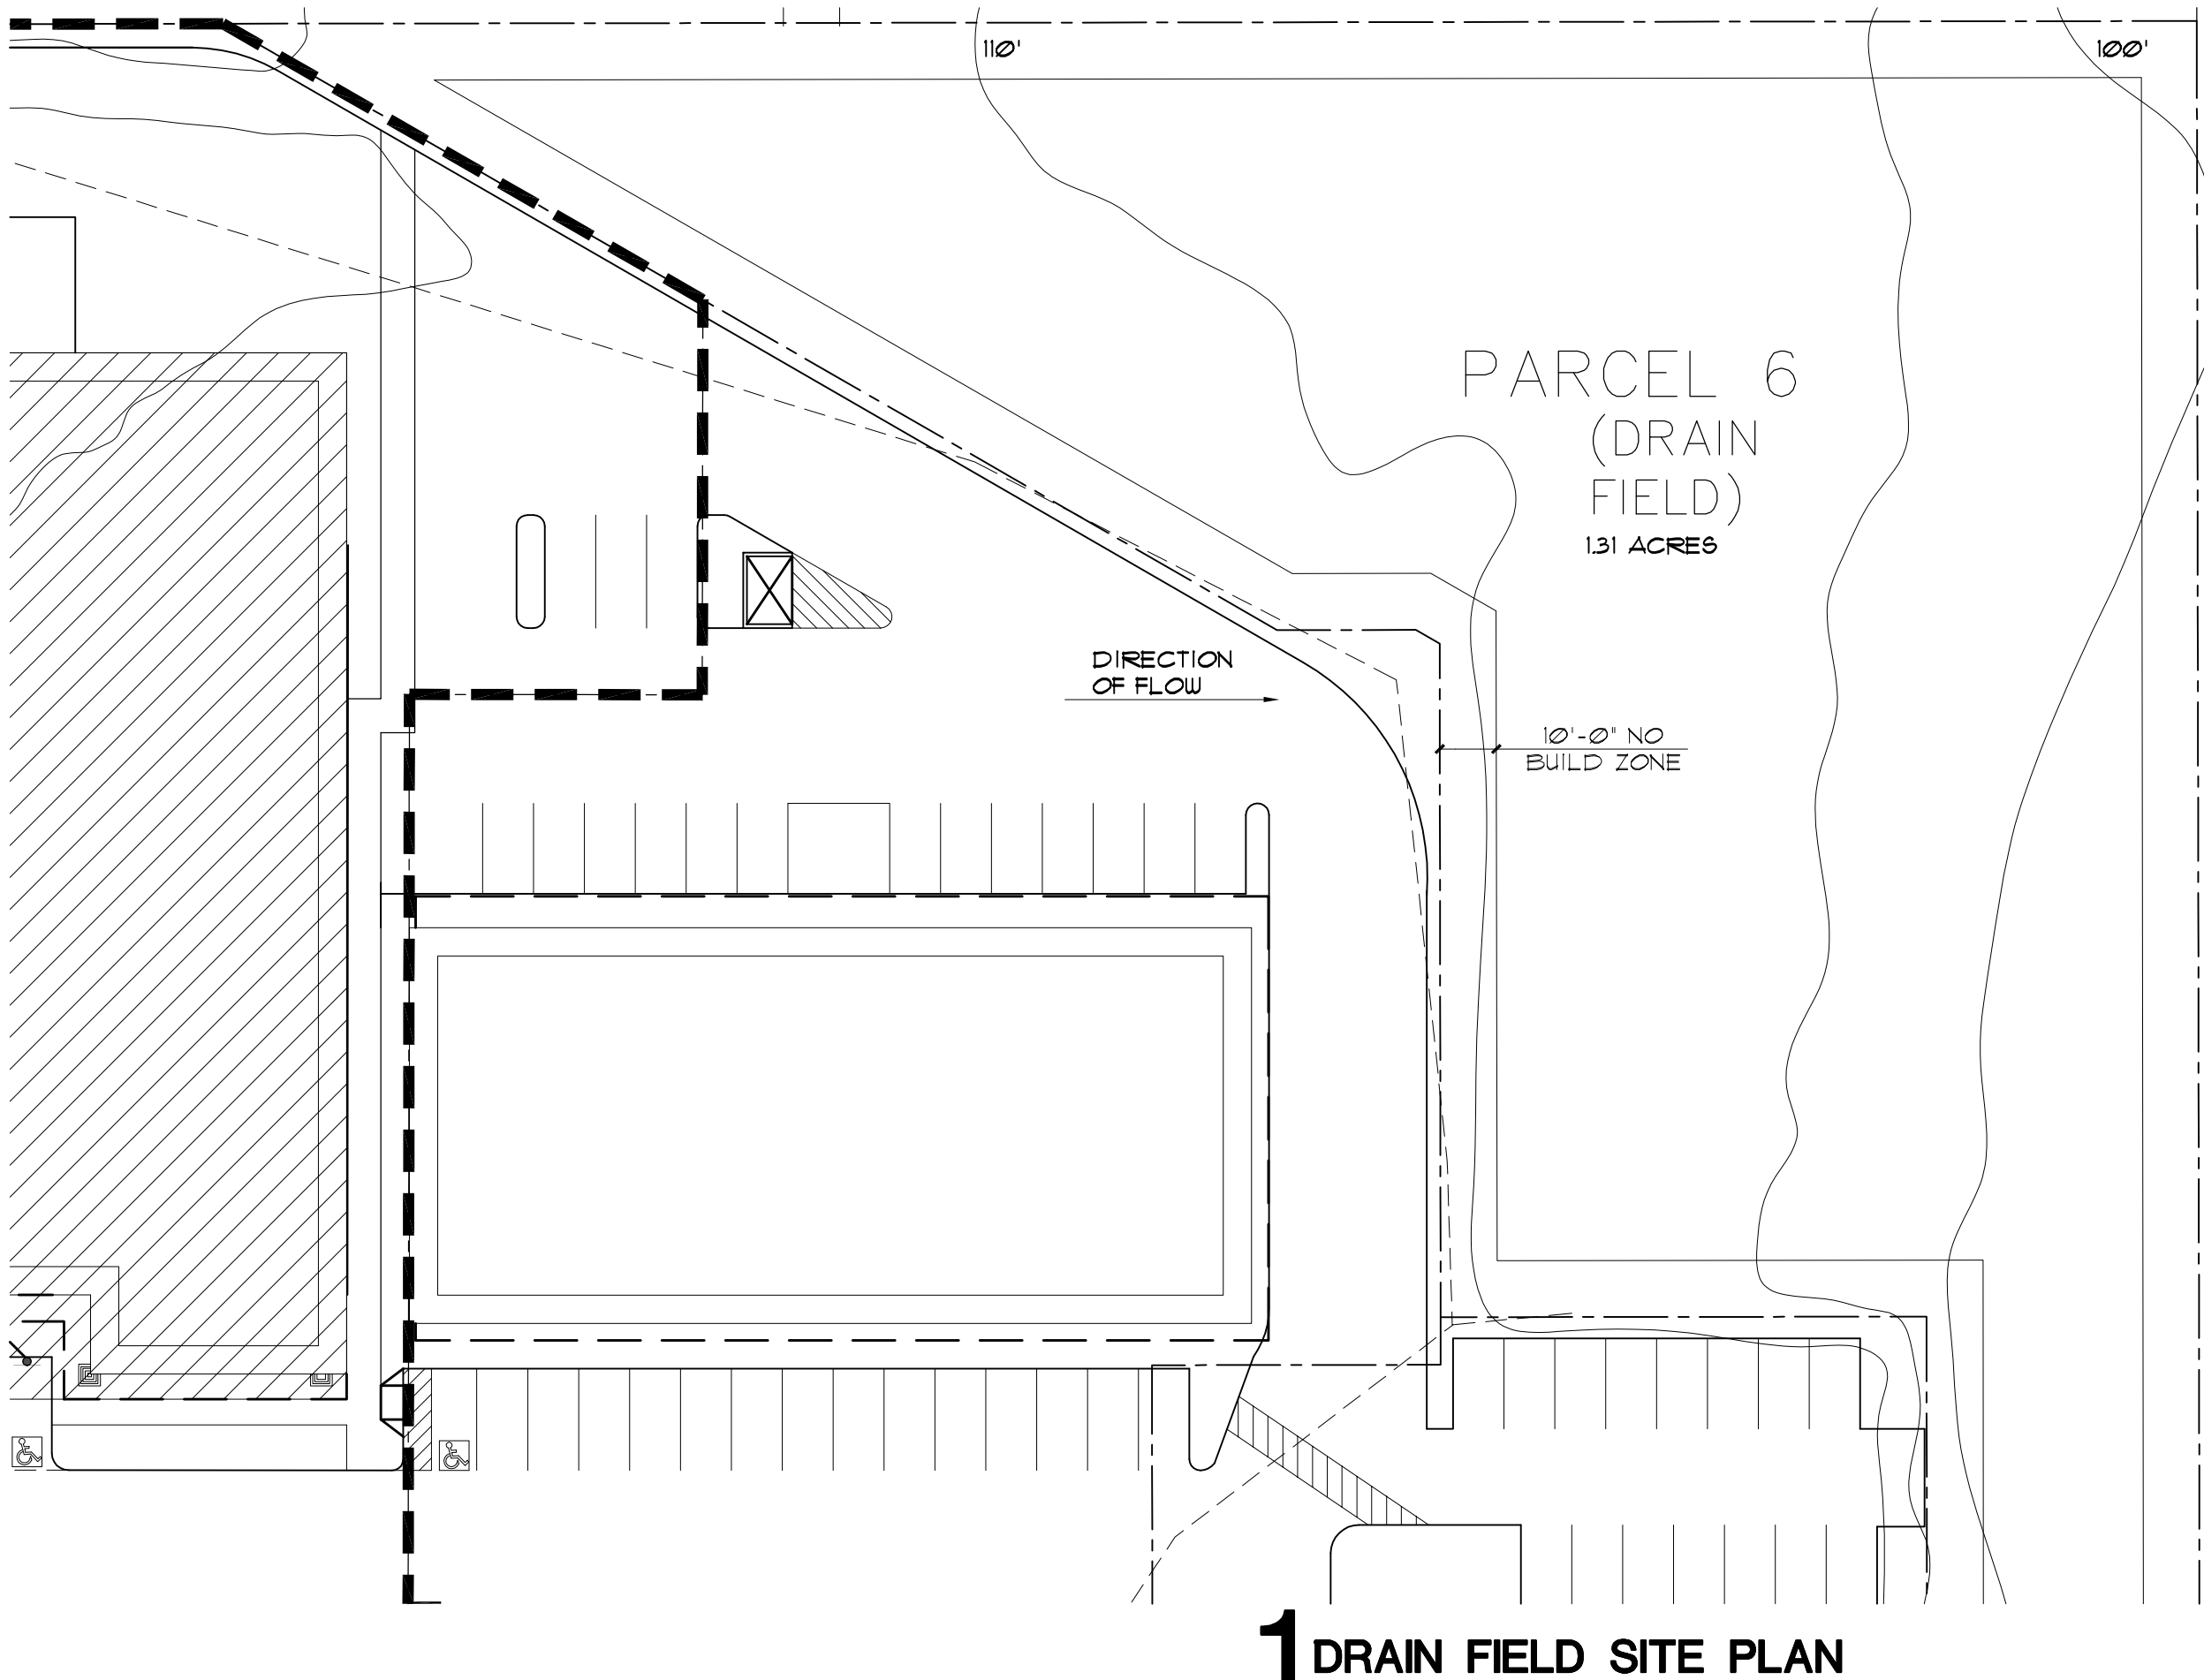 110'
100'
PARCEL 6
(DRAIN
FIELD)
1.31 ACRES
DIRECTION
OF FLOW
10'-0" NO
BUILD ZONE
1 DRAIN FIELD SITE PLAN